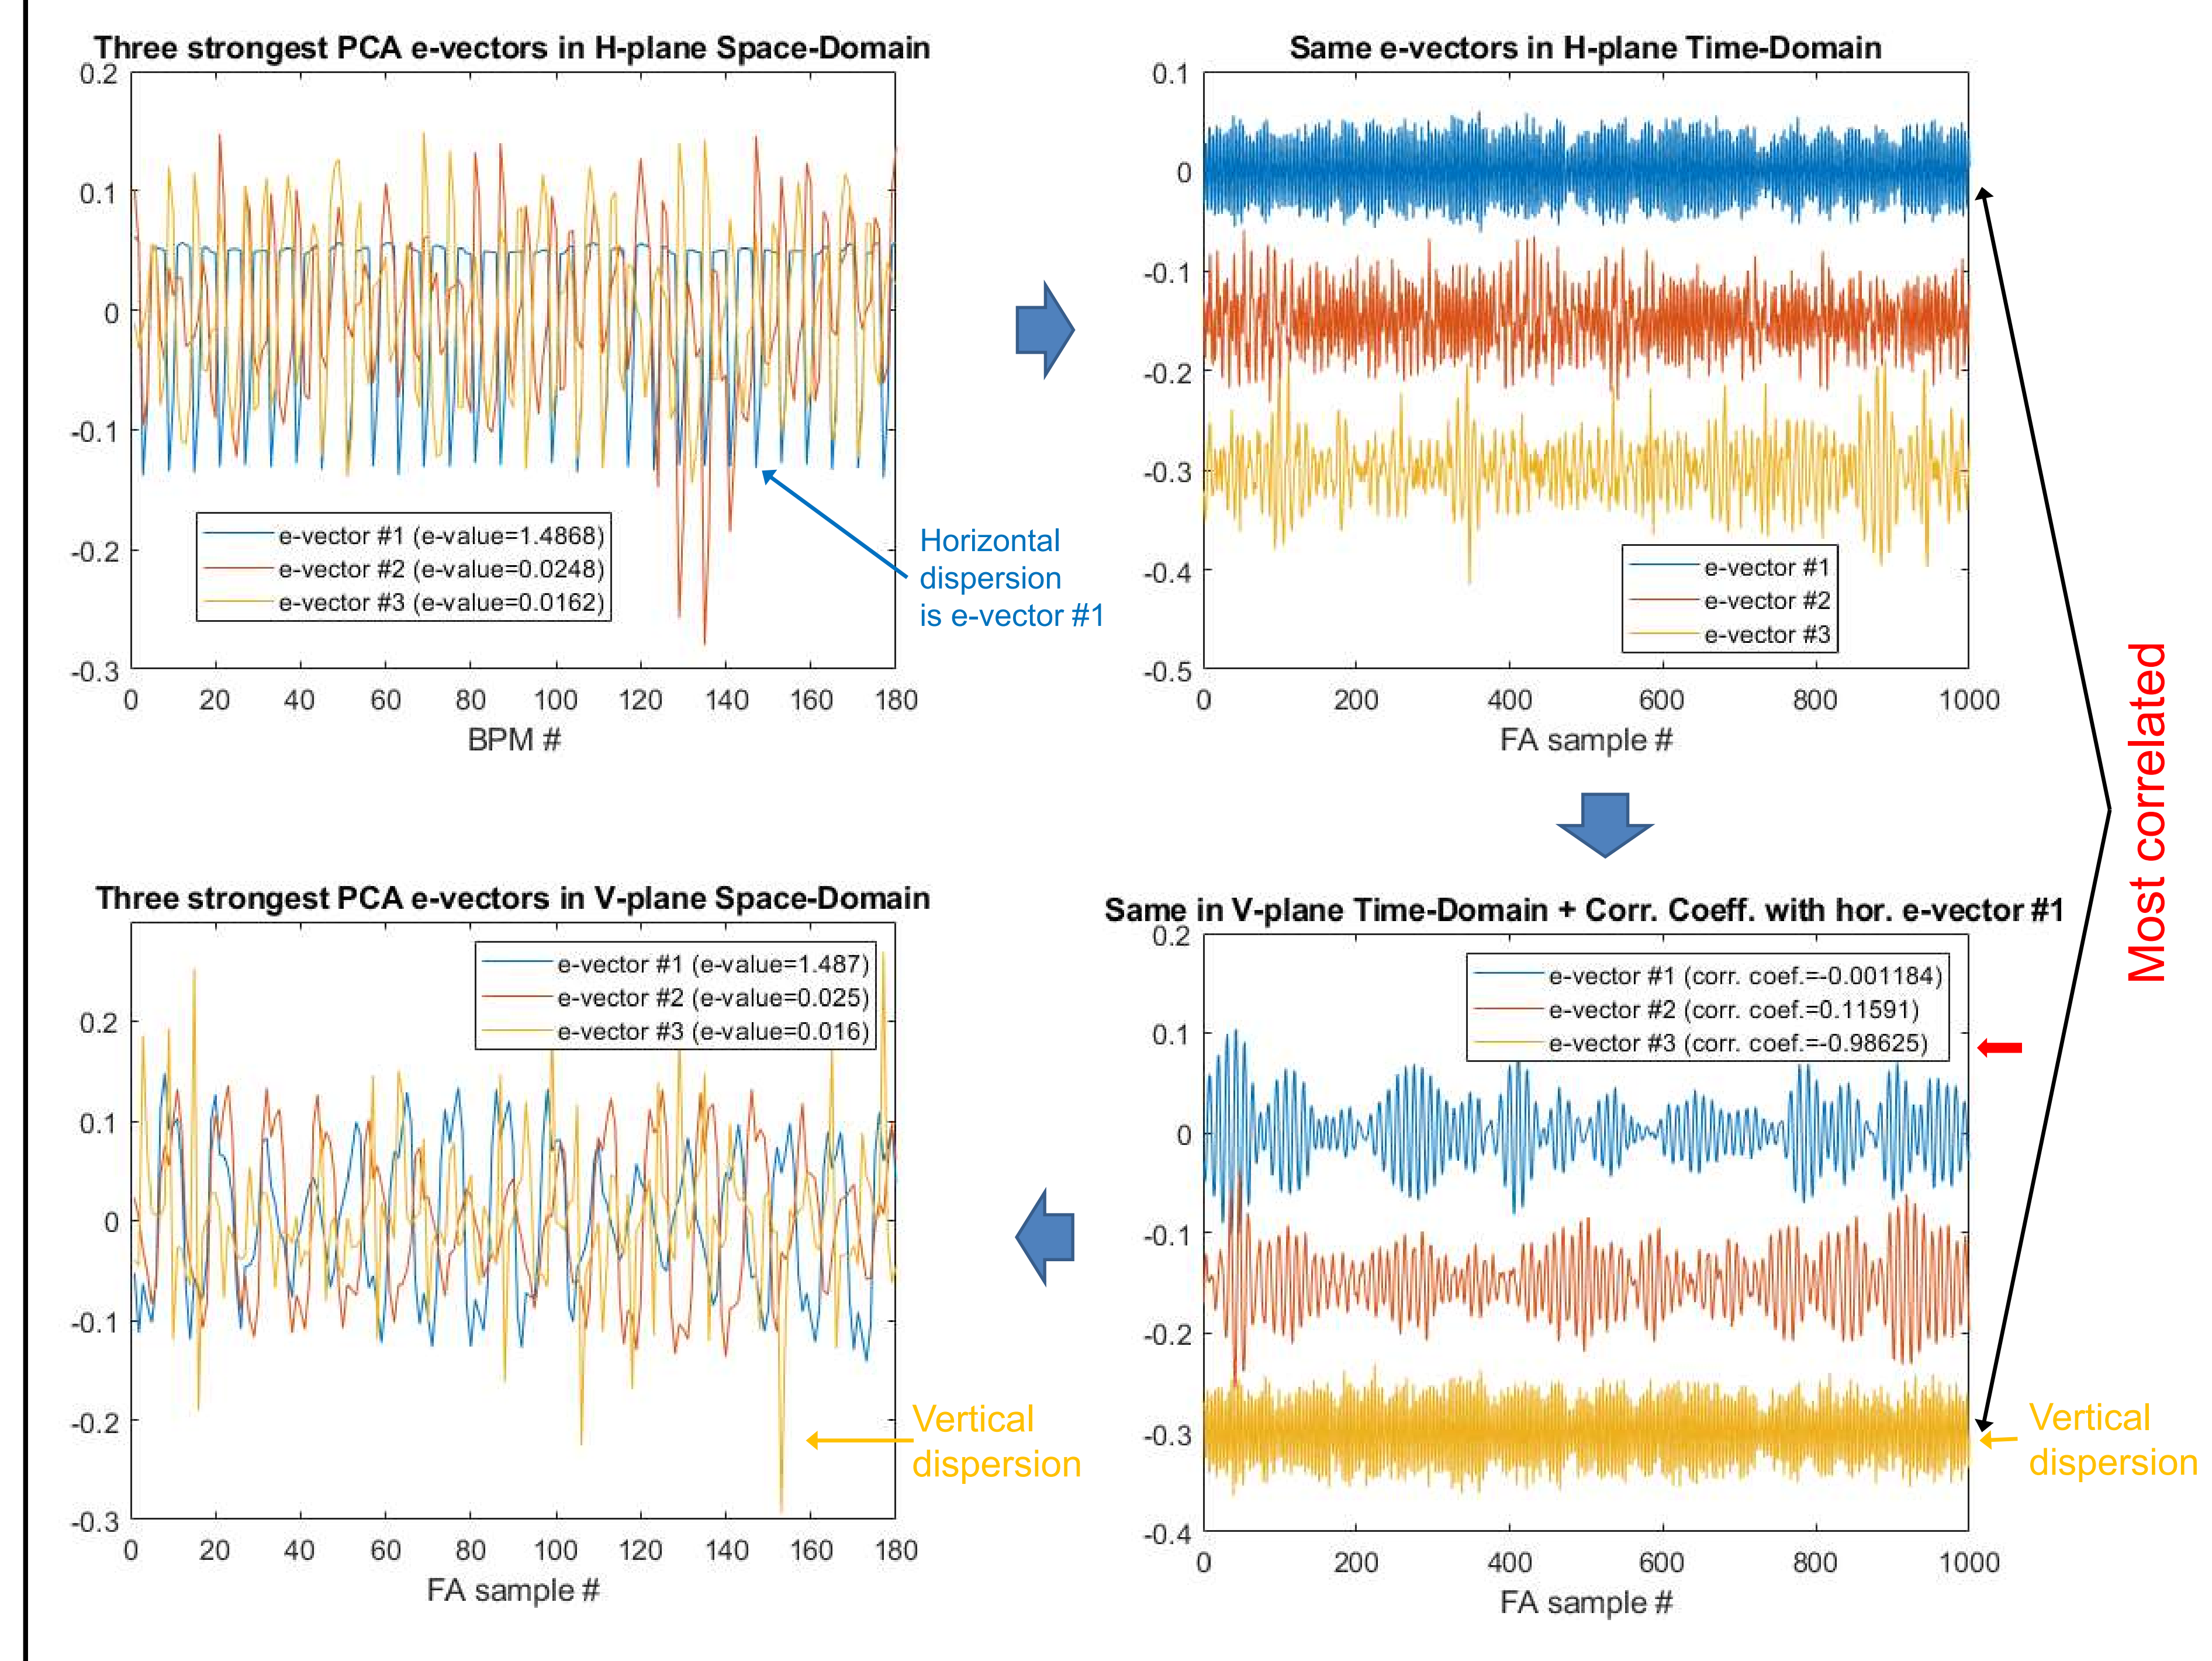 Three strongest PCA e-vectors in H-plane Space-Domain
0.2
0.1
0
-0.1
-0.2
-0.3
0 20 40 60 80 100 120 140 160 180
BPM #
e-vector #1 (e-value=1.4868)
e-vector #2 (e-value=0.0248)
e-vector #3 (e-value=0.0162)
Horizontal
dispersion
is e-vector #1
Same e-vectors in H-plane Time-Domain
0.1
0
-0.1
-0.2
-0.3
-0.4
-0.5
0 200 400 600 800 1000
FA sample #
e-vector #1
e-vector #2
e-vector #3
Most correlated
Three strongest PCA e-vectors in V-plane Space-Domain
e-vector #1 (e-value=1.487)
e-vector #2 (e-value=0.025)
e-vector #3 (e-value=0.016)
0.2
0.1
0
-0.1
-0.2
-0.3
0 20 40 60 80 100 120 140 160 180
FA sample #
Vertical
dispersion
Same in V-plane Time-Domain + Corr. Coeff. with hor. e-vector #1
0.2
0.1
0
-0.1
-0.2
-0.3
-0.4
0 200 400 600 800 1000
FA sample #
e-vector #1 (corr. coef.=-0.001184)
e-vector #2 (corr. coef.=0.11591)
e-vector #3 (corr. coef.=-0.98625)
Vertical
dispersion